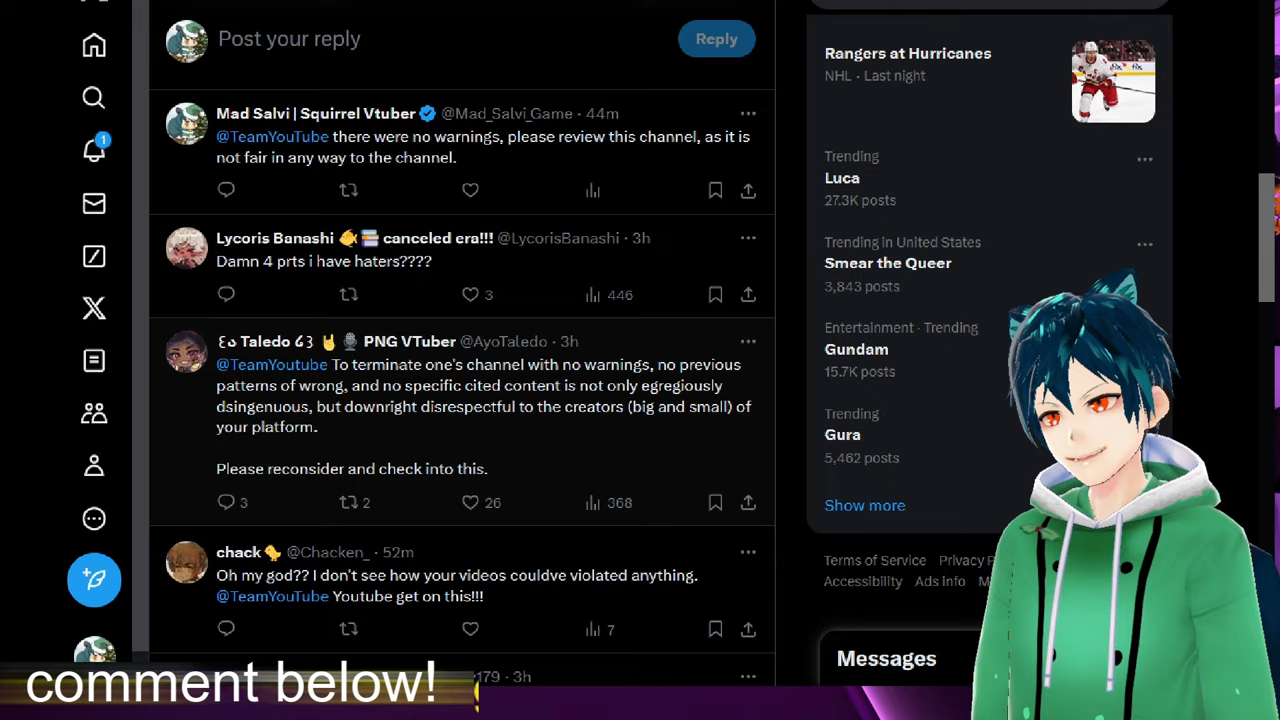 Post your reply
Reply
Mad Salvi | Squirrel Vtuber @Mad_Salvi_Game · 44m
@TeamYouTube there were no warnings, please review this channel, as it is
not fair in any way to the channel.
Lycoris Banashi 🐠📚 canceled era!!! @LycorisBanashi · 3h
Damn 4 prts i have haters????
3
446
꒰ა Taledo ໒꒱ 🤘🎙️ PNG VTuber @AyoTaledo · 3h
@TeamYoutube To terminate one's channel with no warnings, no previous
patterns of wrong, and no specific cited content is not only egregiously
dsingenuous, but downright disrespectful to the creators (big and small) of
your platform.
Please reconsider and check into this.
3
2
26
368
chack🐤 @Chacken_ · 52m
Oh my god?? I don't see how your videos couldve violated anything.
@TeamYouTube Youtube get on this!!!
7
179 · 3h
1
Rangers at Hurricanes
NHL · Last night
Trending
Luca
27.3K posts
Trending in United States
Smear the Queer
3,843 posts
Entertainment · Trending
Gundam
15.7K posts
Trending
Gura
5,462 posts
Show more
Terms of Service Privacy
Accessibility Ads info
Messages
comment below!